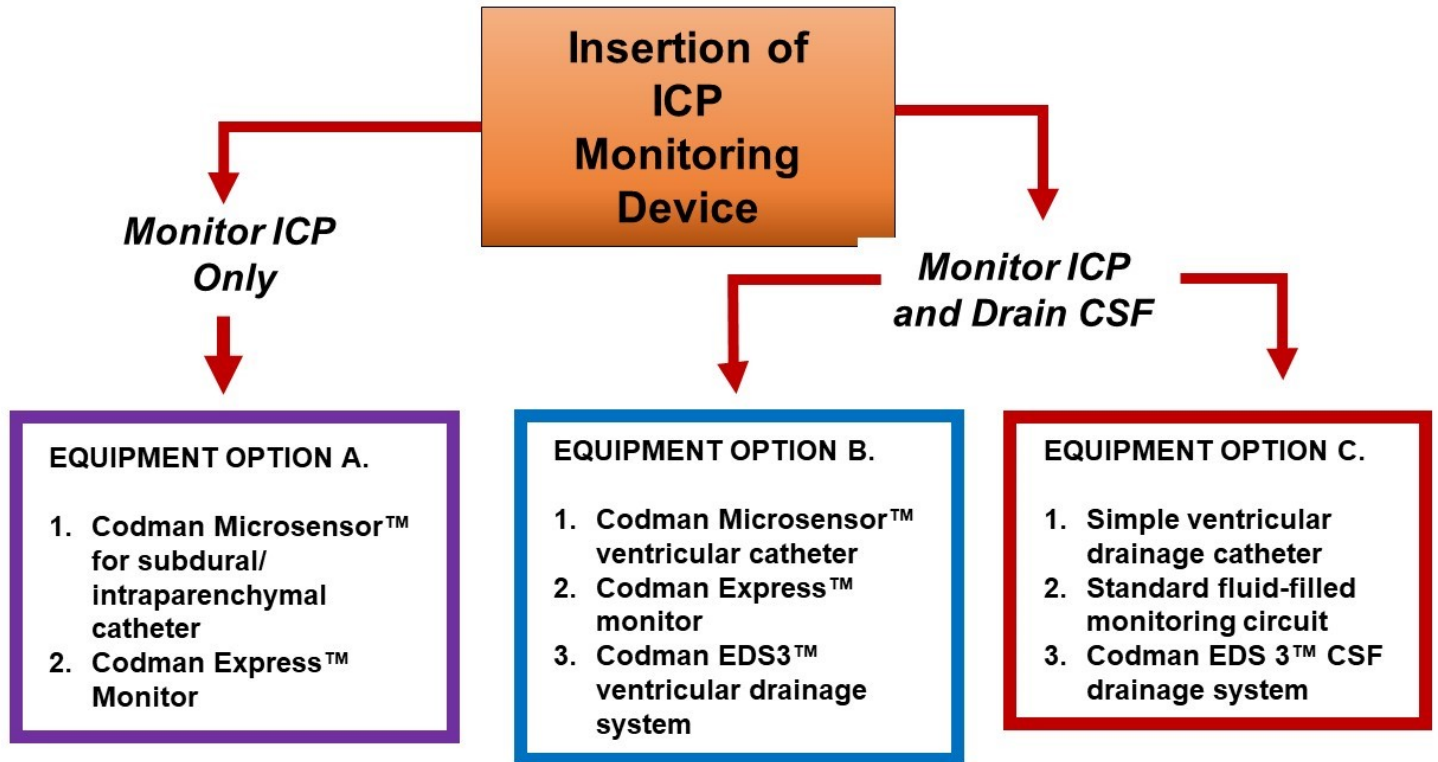 Insertion of
ICP
Monitoring
Device
Monitor ICP
Only
Monitor ICP
and Drain CSF
EQUIPMENT OPTION A.
1. Codman Microsensor™
for subdural/
intraparenchymal
catheter
2. Codman Express™
Monitor
EQUIPMENT OPTION B.
1. Codman Microsensor™
ventricular catheter
2. Codman Express™
monitor
3. Codman EDS3™
ventricular drainage
system
EQUIPMENT OPTION C.
1. Simple ventricular
drainage catheter
2. Standard fluid-filled
monitoring circuit
3. Codman EDS 3™ CSF
drainage system